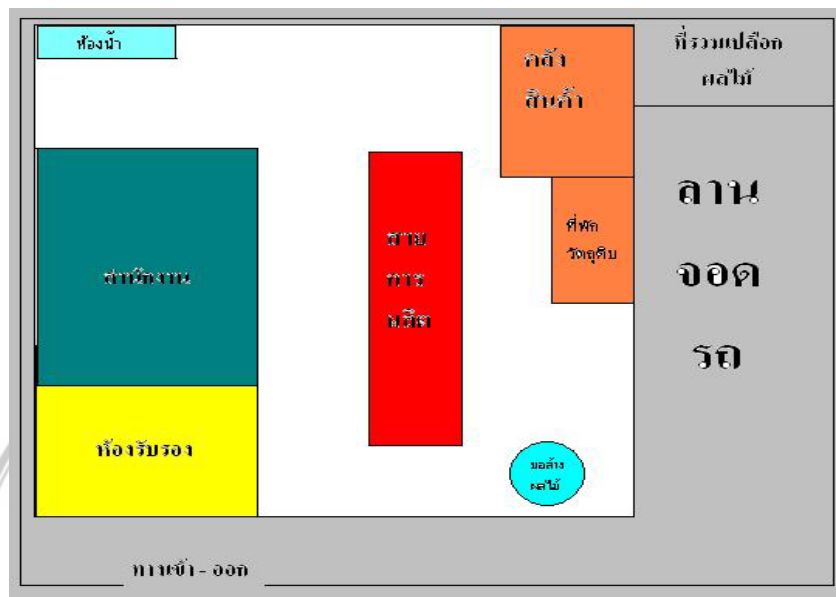 ห้องน้ำ
คลัง
สินค้า
ที่รวมเปลือก
ผลไม้
ลาน
จอด
รถ
ที่พัก
วัตถุดิบ
สาย
การ
ผลิต
สำนักงาน
ห้องรับรอง
บอล้าง
ผลไม้
ทางเข้า - ออก